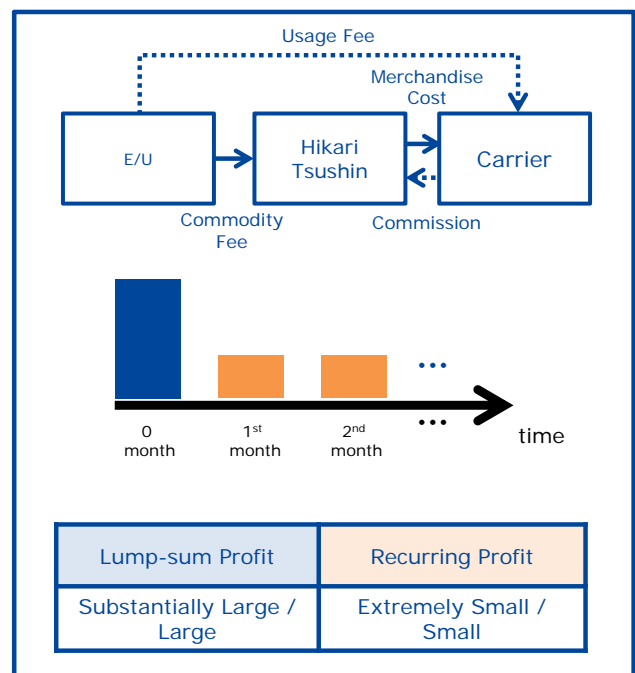 Usage Fee
Merchandise
Cost
E/U
Hikari
Tsushin
Carrier
Commodity
Fee
Commission
...
...
0
month
1st
month
2nd
month
time
Lump-sum Profit
Recurring Profit
Substantially Large /
Large
Extremely Small /
Small